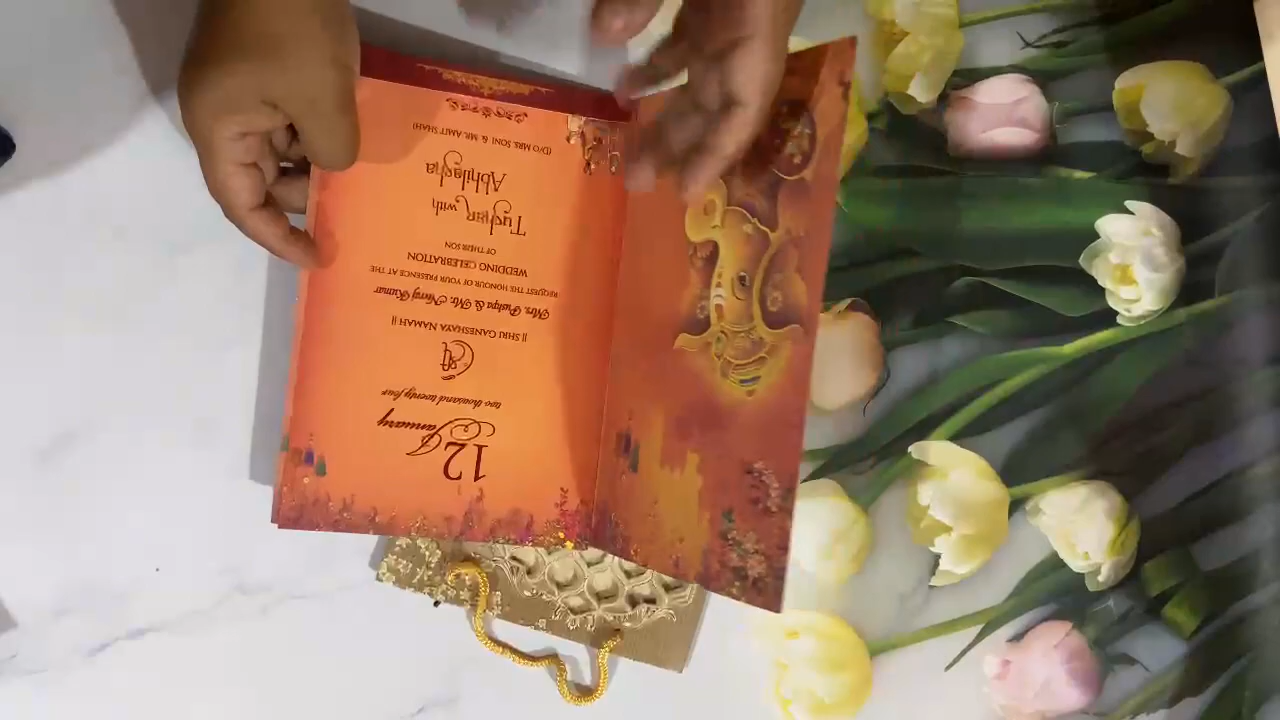 12
January
two thousand twenty four
श्री
|| SHRI GANESHAYA NAMAH ||
Mrs. Pushpa & Mr. Neeraj Kumar
REQUEST THE HONOUR OF YOUR PRESENCE AT THE
WEDDING CELEBRATION
OF THEIR SON
Tushar with
Abhilasha
(D/O MRS. SONI & MR. AMIT SHAH)